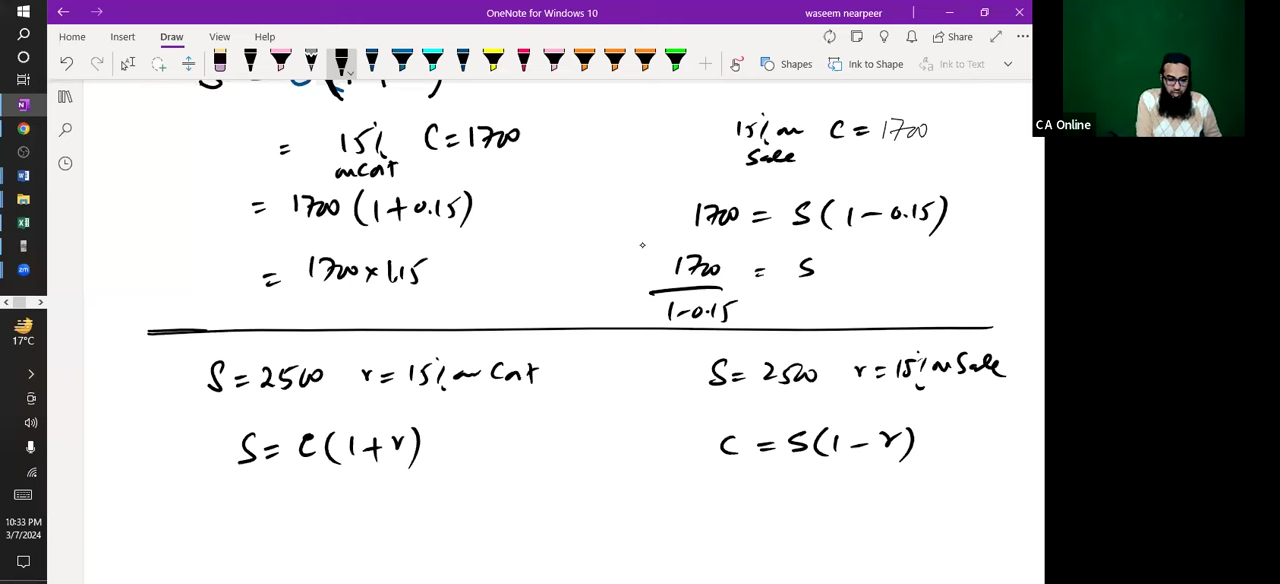 OneNote for Windows 10
waseem nearpeer
Home Insert Draw View Help
Share
Shapes Ink to Shape Ink to Text
C A Online
15% C = 1700
on cost
= 1700 (1 + 0.15)
= 1700 × 1.15
15% on C = 1700
Sale
1700 = S (1 - 0.15)
1700 = S
1-0.15
S = 2500 r = 15% on Cost
S = C (1 + r)
S = 2500 r = 15% on Sale
C = S (1 - r)
17°C
10:33 PM
3/7/2024